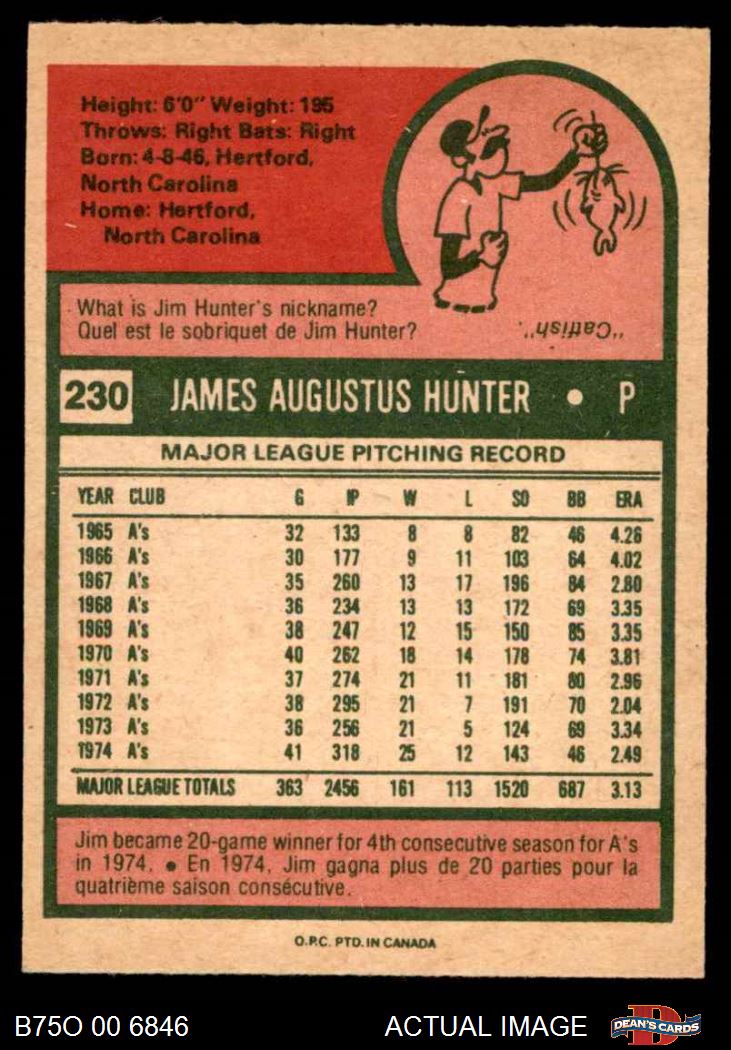 Height: 6'0" Weight: 195
Throws: Right Bats: Right
Born: 4-8-46, Hertford,
North Carolina
Home: Hertford,
North Carolina
What is Jim Hunter's nickname?
Quel est le sobriquet de Jim Hunter?
"Catfish".
230 JAMES AUGUSTUS HUNTER • P
MAJOR LEAGUE PITCHING RECORD
YEAR CLUB G IP W L SO BB ERA
1965 A's 32 133 8 8 82 46 4.26
1966 A's 30 177 9 11 103 64 4.02
1967 A's 35 260 13 17 196 84 2.80
1968 A's 36 234 13 13 172 69 3.35
1969 A's 38 247 12 15 150 85 3.35
1970 A's 40 262 18 14 178 74 3.81
1971 A's 37 274 21 11 181 80 2.96
1972 A's 38 295 21 7 191 70 2.04
1973 A's 36 256 21 5 124 69 3.34
1974 A's 41 318 25 12 143 46 2.49
MAJOR LEAGUE TOTALS 363 2456 161 113 1520 687 3.13
Jim became 20-game winner for 4th consecutive season for A's
in 1974. • En 1974, Jim gagna plus de 20 parties pour la
quatrième saison consécutive.
O.P.C. PTD. IN CANADA
B75O 00 6846 ACTUAL IMAGE DEAN'S CARDS